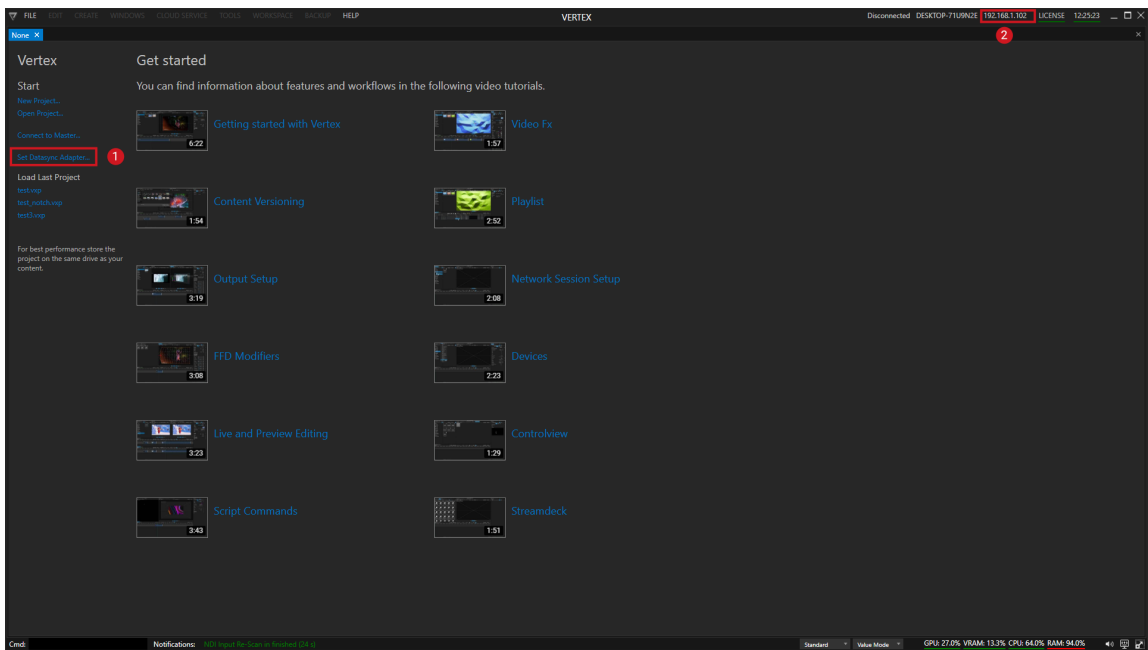 FILE EDIT CREATE WINDOWS CLOUD SERVICE TOOLS WORKSPACE BACKUP HELP VERTEX Disconnected DESKTOP-71U9N2E 192.168.1.102 LICENSE 12:25:23
None ×
2
Vertex
Start
New Project...
Open Project...
Connect to Master...
Set Datasync Adapter...
1
Load Last Project
test.vxp
test_notch.vxp
test3.vxp
For best performance store the
project on the same drive as your
content.
Get started
You can find information about features and workflows in the following video tutorials.
6:22
Getting started with Vertex
1:57
Video Fx
1:54
Content Versioning
2:52
Playlist
3:19
Output Setup
2:08
Network Session Setup
3:08
FFD Modifiers
2:23
Devices
3:23
Live and Preview Editing
1:29
Controlview
3:43
Script Commands
1:51
Streamdeck
Cmd: Notifications: NDI Input Re-Scan in finished (24 s) Standard Value Mode GPU: 27.0% VRAM: 13.3% CPU: 64.0% RAM: 94.0%